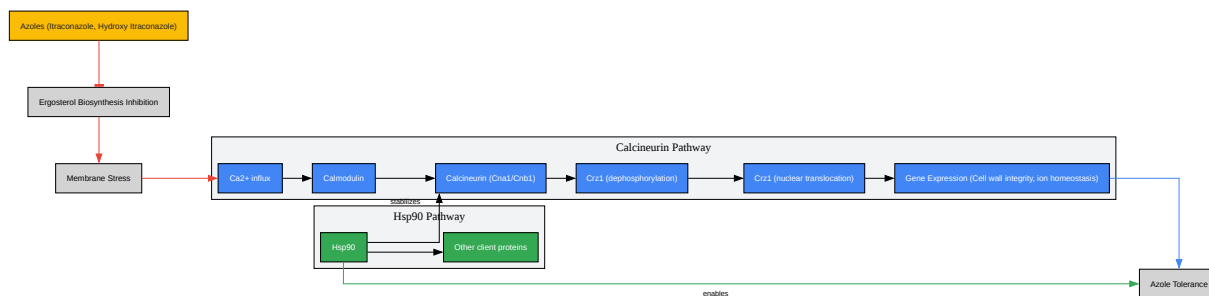 Azoles (Itraconazole, Hydroxy Itraconazole)
Ergosterol Biosynthesis Inhibition
Calcineurin Pathway
Membrane Stress
Ca2+ influx
Calmodulin
Calcineurin (Cna1/Cnb1)
Crz1 (dephosphorylation)
Crz1 (nuclear translocation)
Gene Expression (Cell wall integrity, ion homeostasis)
stabilizes
Hsp90 Pathway
Hsp90
Other client proteins
Azole Tolerance
enables